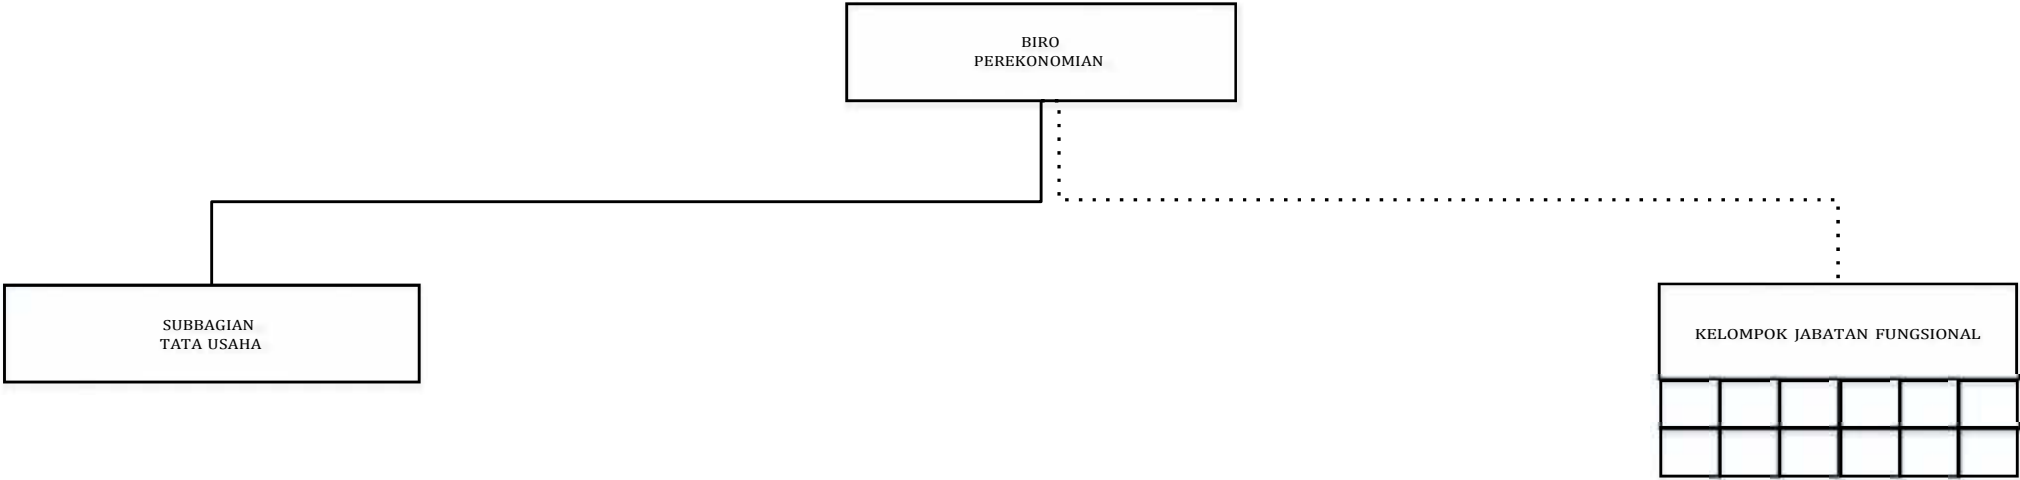 BIRO
PEREKONOMIAN
SUBBAGIAN
TATA USAHA
KELOMPOK JABATAN FUNGSIONAL